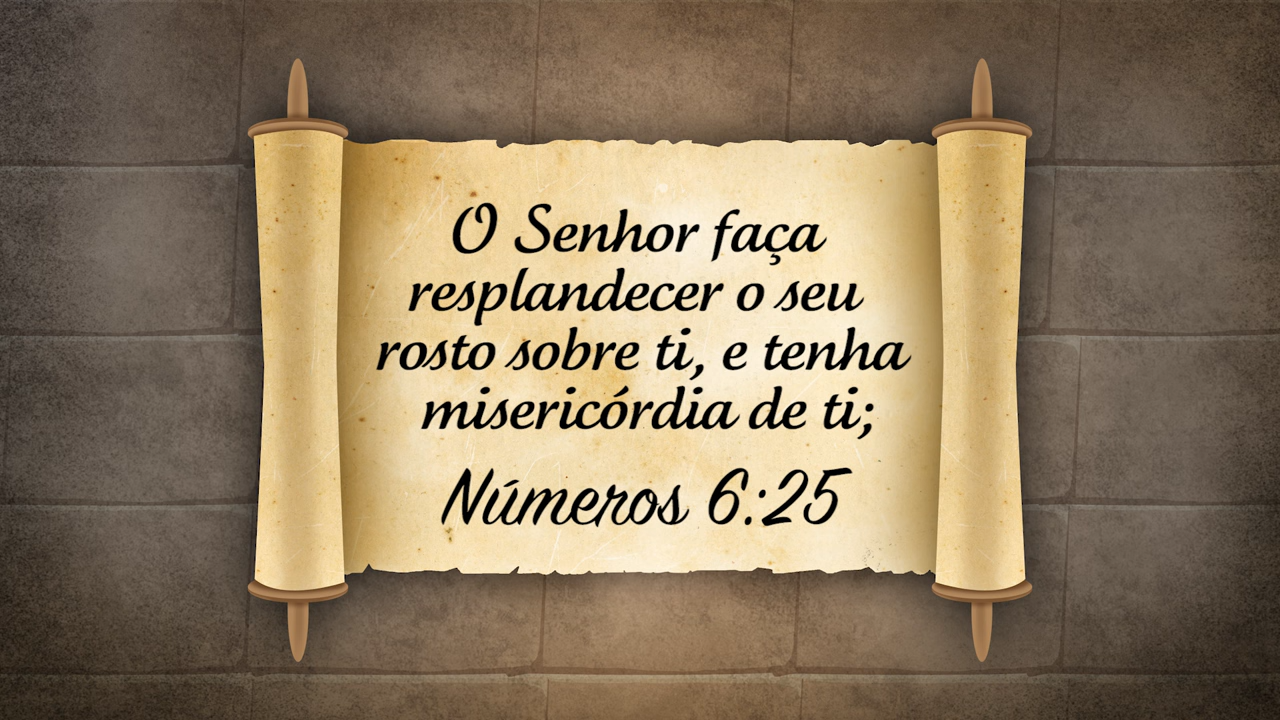 O Senhor faça
resplandecer o seu
rosto sobre ti, e tenha
misericórdia de ti;
Números 6:25